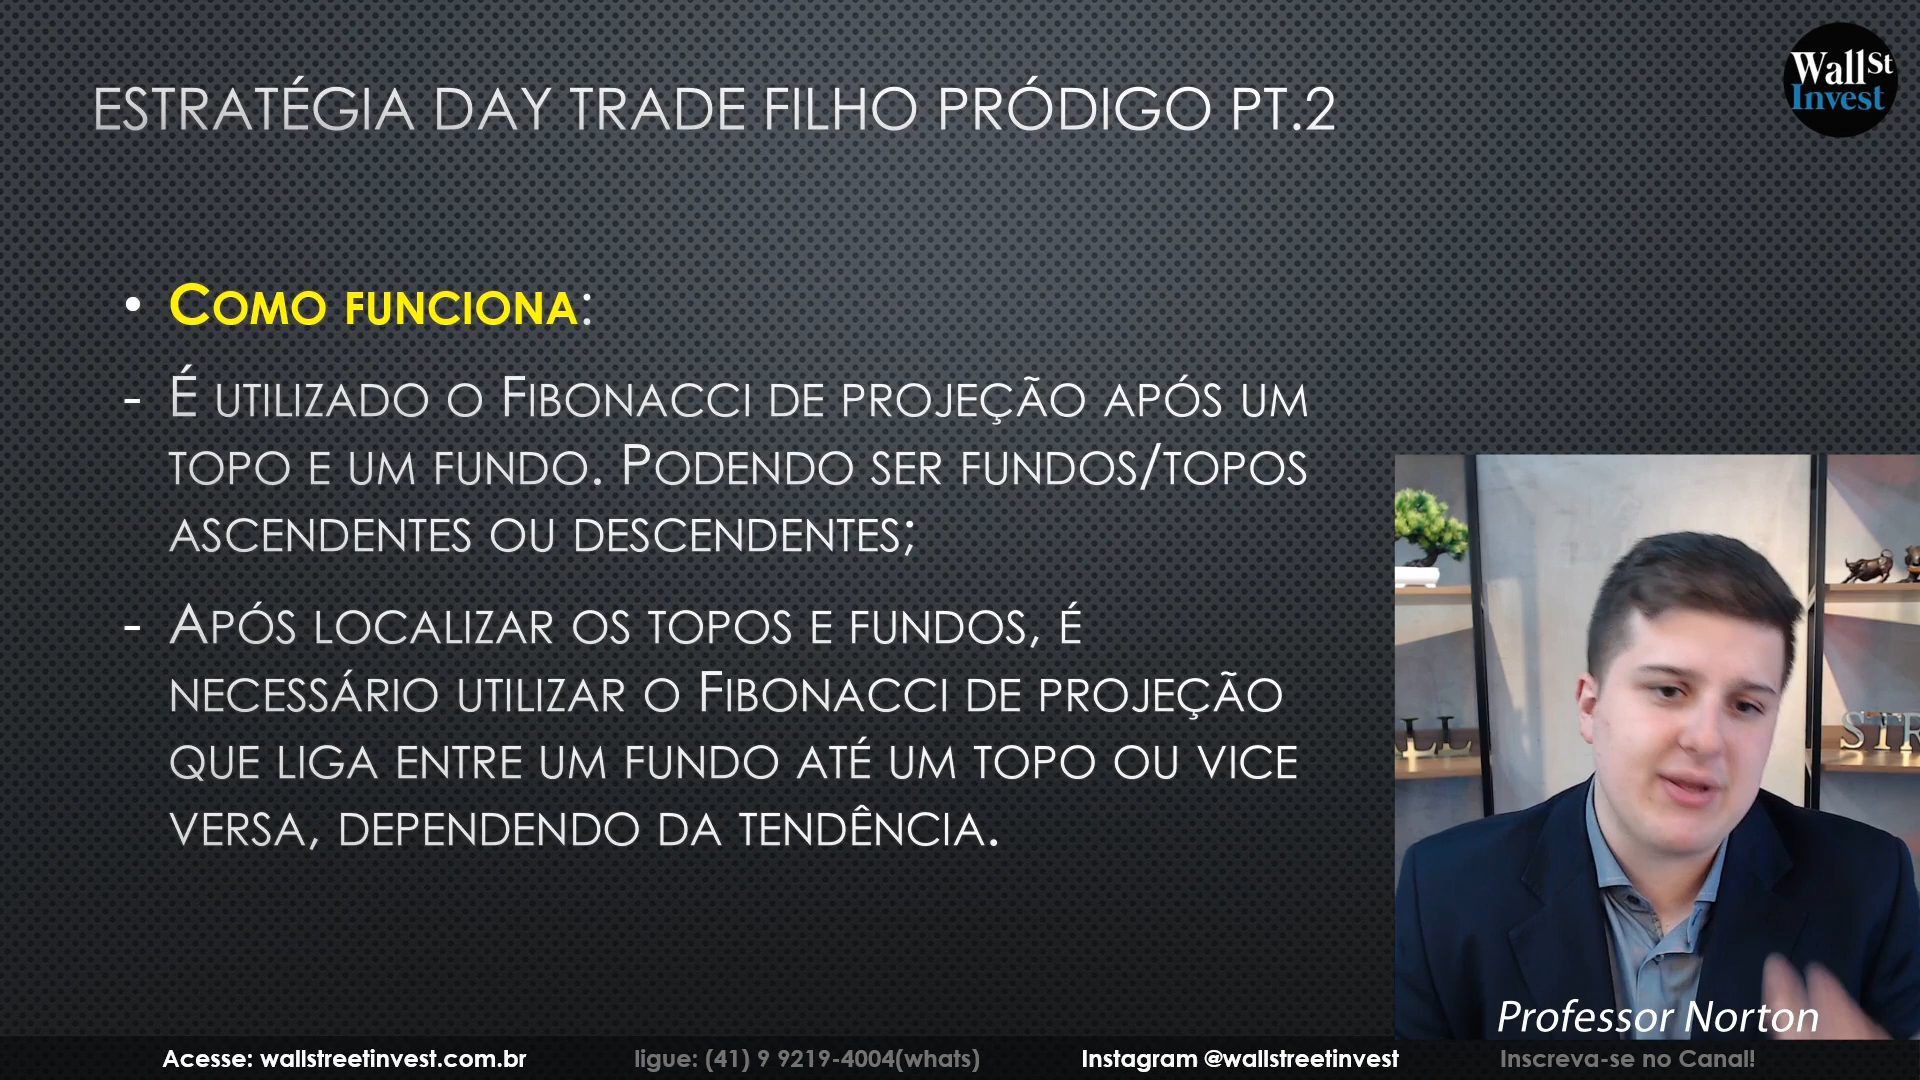 ESTRATÉGIA DAY TRADE FILHO PRÓDIGO PT.2
WallSt
Invest
• COMO FUNCIONA:
- É UTILIZADO O FIBONACCI DE PROJEÇÃO APÓS UM
TOPO E UM FUNDO. PODENDO SER FUNDOS/TOPOS
ASCENDENTES OU DESCENDENTES;
- APÓS LOCALIZAR OS TOPOS E FUNDOS, É
NECESSÁRIO UTILIZAR O FIBONACCI DE PROJEÇÃO
QUE LIGA ENTRE UM FUNDO ATÉ UM TOPO OU VICE
VERSA, DEPENDENDO DA TENDÊNCIA.
LL STR
Professor Norton
Acesse: wallstreetinvest.com.br ligue: (41) 9 9219-4004(whats) Instagram @wallstreetinvest Inscreva-se no Canal!